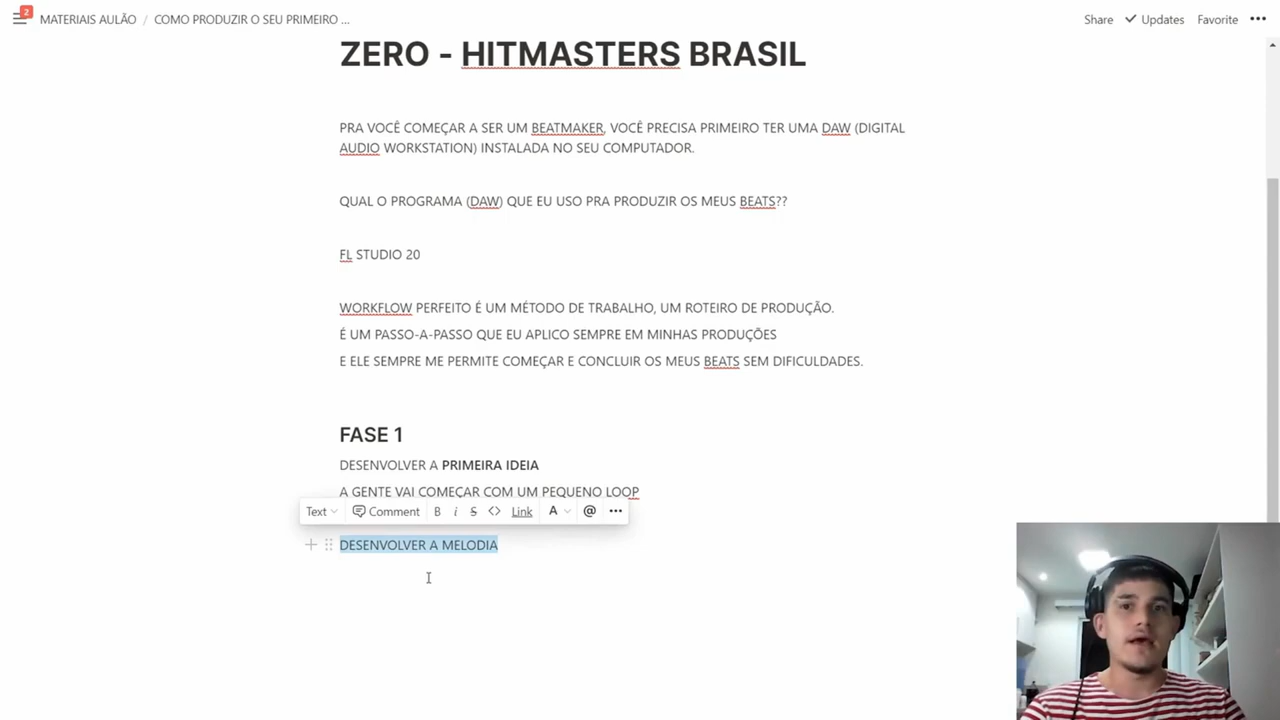 2
MATERIAIS AULÃO / COMO PRODUZIR O SEU PRIMEIRO ...
Share Updates Favorite
ZERO - HITMASTERS BRASIL
PRA VOCÊ COMEÇAR A SER UM BEATMAKER, VOCÊ PRECISA PRIMEIRO TER UMA DAW (DIGITAL
AUDIO WORKSTATION) INSTALADA NO SEU COMPUTADOR.
QUAL O PROGRAMA (DAW) QUE EU USO PRA PRODUZIR OS MEUS BEATS??
FL STUDIO 20
WORKFLOW PERFEITO É UM MÉTODO DE TRABALHO, UM ROTEIRO DE PRODUÇÃO.
É UM PASSO-A-PASSO QUE EU APLICO SEMPRE EM MINHAS PRODUÇÕES
E ELE SEMPRE ME PERMITE COMEÇAR E CONCLUIR OS MEUS BEATS SEM DIFICULDADES.
FASE 1
DESENVOLVER A PRIMEIRA IDEIA
A GENTE VAI COMEÇAR COM UM PEQUENO LOOP
Text Comment B i S <> Link A @ •••
DESENVOLVER A MELODIA